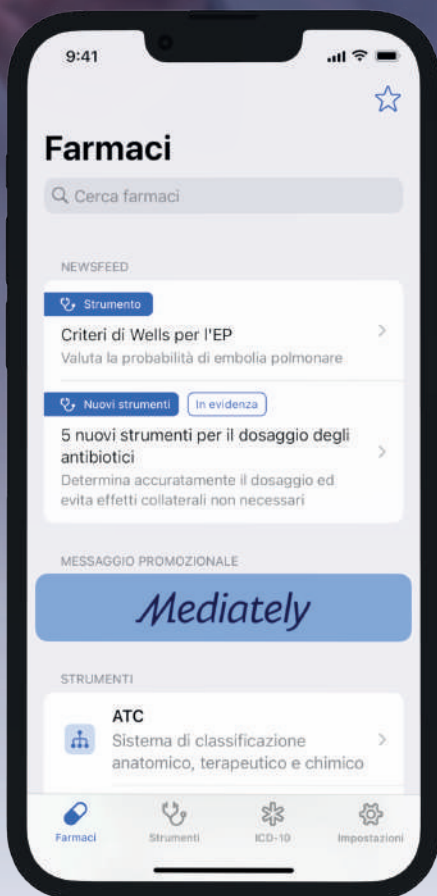 9:41
Farmaci
Cerca farmaci
NEWSFEED
Strumento
Criteri di Wells per l'EP
Valuta la probabilità di embolia polmonare
Nuovi strumenti In evidenza
5 nuovi strumenti per il dosaggio degli
antibiotici
Determina accuratamente il dosaggio ed
evita effetti collaterali non necessari
MESSAGGIO PROMOZIONALE
Mediately
STRUMENTI
ATC
Sistema di classificazione
anatomico, terapeutico e chimico
Farmaci Strumenti ICD-10 Impostazioni